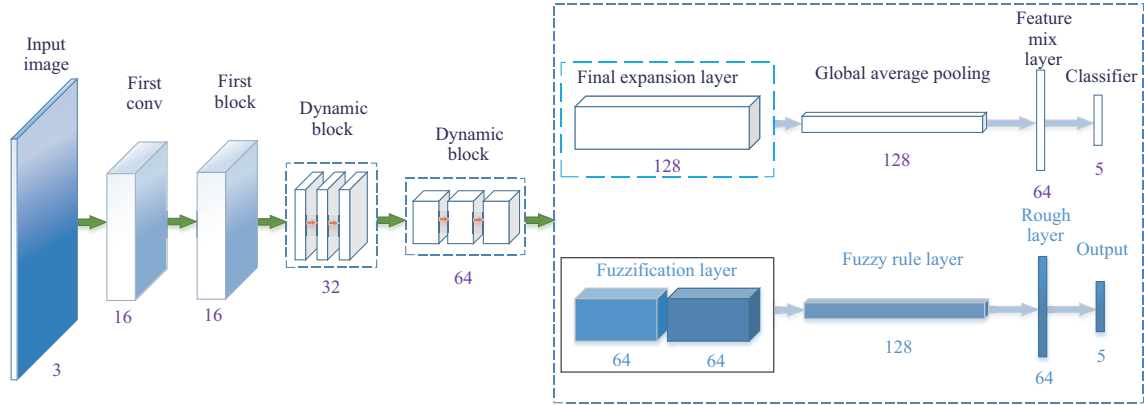 Input
image
3
First
conv
16
First
block
16
Dynamic
block
32
Dynamic
block
64
Final expansion layer
128
Global average pooling
128
Feature
mix
layer
64
Classifier
5
Fuzzification layer
64
64
Fuzzy rule layer
128
Rough
layer
64
Output
5